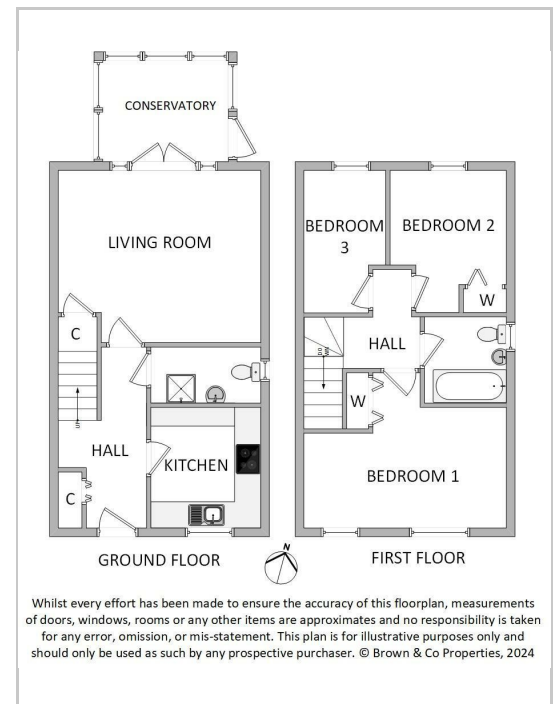 CONSERVATORY
LIVING ROOM
C
UP
HALL
C
KITCHEN
GROUND FLOOR
BEDROOM
3
BEDROOM 2
W
HALL
W
BEDROOM 1
FIRST FLOOR
N
Whilst every effort has been made to ensure the accuracy of this floorplan, measurements
of doors, windows, rooms or any other items are approximates and no responsibility is taken
for any error, omission, or mis-statement. This plan is for illustrative purposes only and
should only be used as such by any prospective purchaser. © Brown & Co Properties, 2024